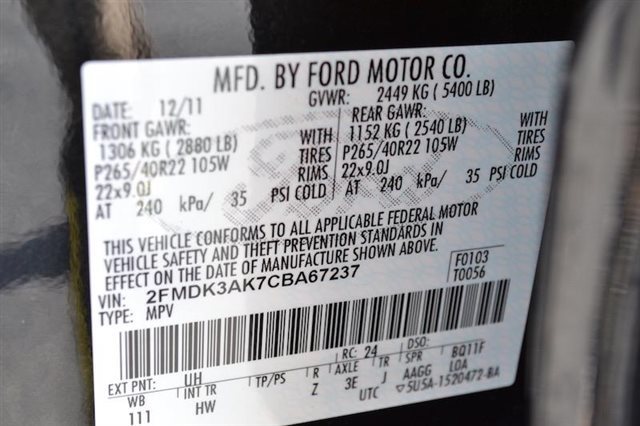 MFD. BY FORD MOTOR CO.
DATE: 12/11 GVWR: 2449 KG ( 5400 LB)
FRONT GAWR: REAR GAWR:
1306 KG ( 2880 LB) WITH 1152 KG ( 2540 LB) WITH
P265/40R22 105W TIRES P265/40R22 105W TIRES
22x9.0J RIMS 22x9.0J RIMS
AT 240 kPa/ 35 PSI COLD AT 240 kPa/ 35 PSI COLD
THIS VEHICLE CONFORMS TO ALL APPLICABLE FEDERAL MOTOR
VEHICLE SAFETY AND THEFT PREVENTION STANDARDS IN
EFFECT ON THE DATE OF MANUFACTURE SHOWN ABOVE.
VIN: 2FMDK3AK7CBA67237 F0103
TYPE: MPV T0056
EXT PNT: UH RC: 24 DSO:
WB INT TR TP/PS R AXLE TR SPR BQ11F
111 HW Z 3E J AAGG LOA
UTC 5U5A-1520472-BA